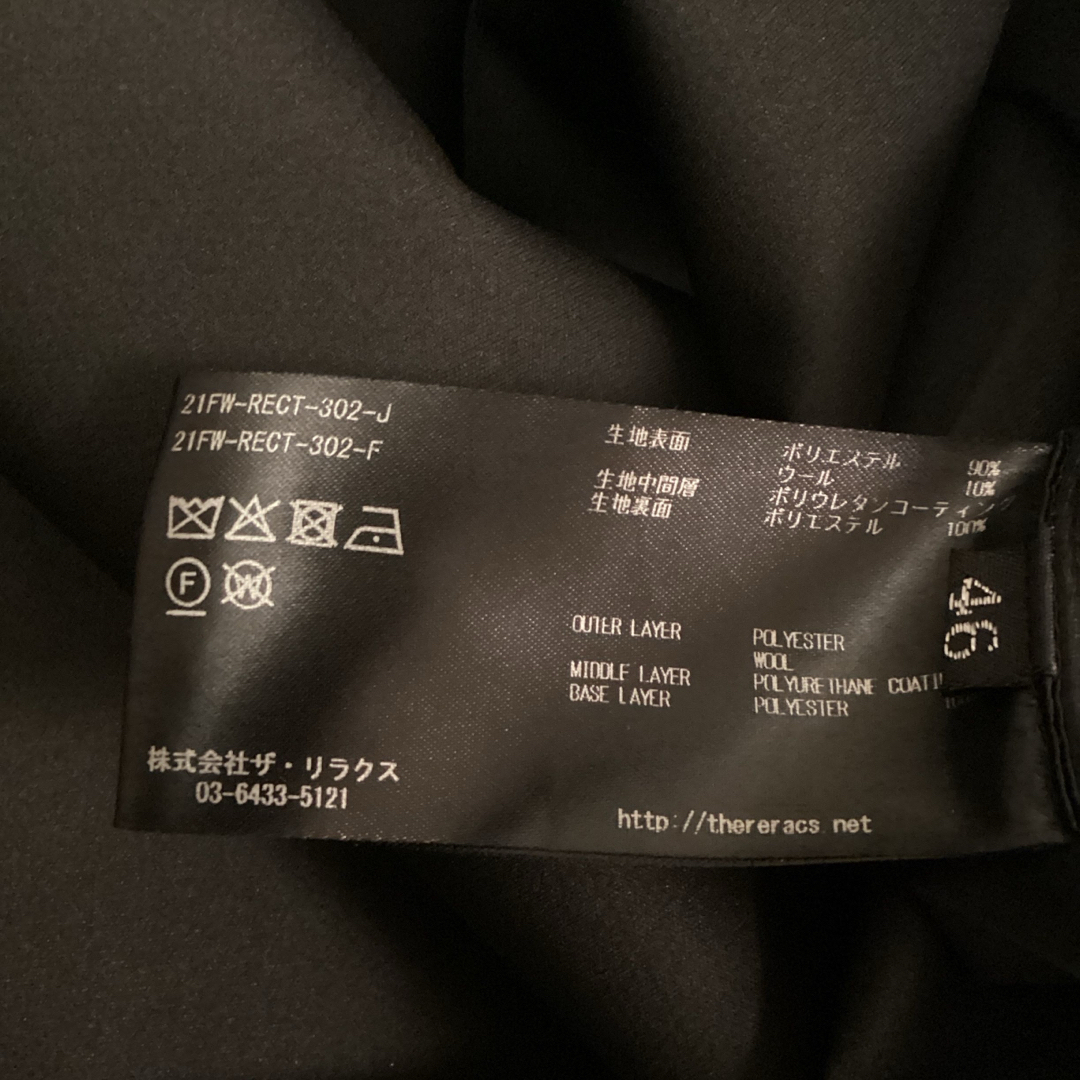 21FW-RECT-302-J
21FW-RECT-302-F
F
W
株式会社ザ・リラクス
03-6433-5121
生地表面 ポリエステル 90%
ウール 10%
生地中間層 ポリウレタンコーティング
生地裏面 ポリエステル 100%
OUTER LAYER POLYESTER
WOOL
MIDDLE LAYER POLYURETHANE
BASE LAYER POLYESTER
http://thereracs.net